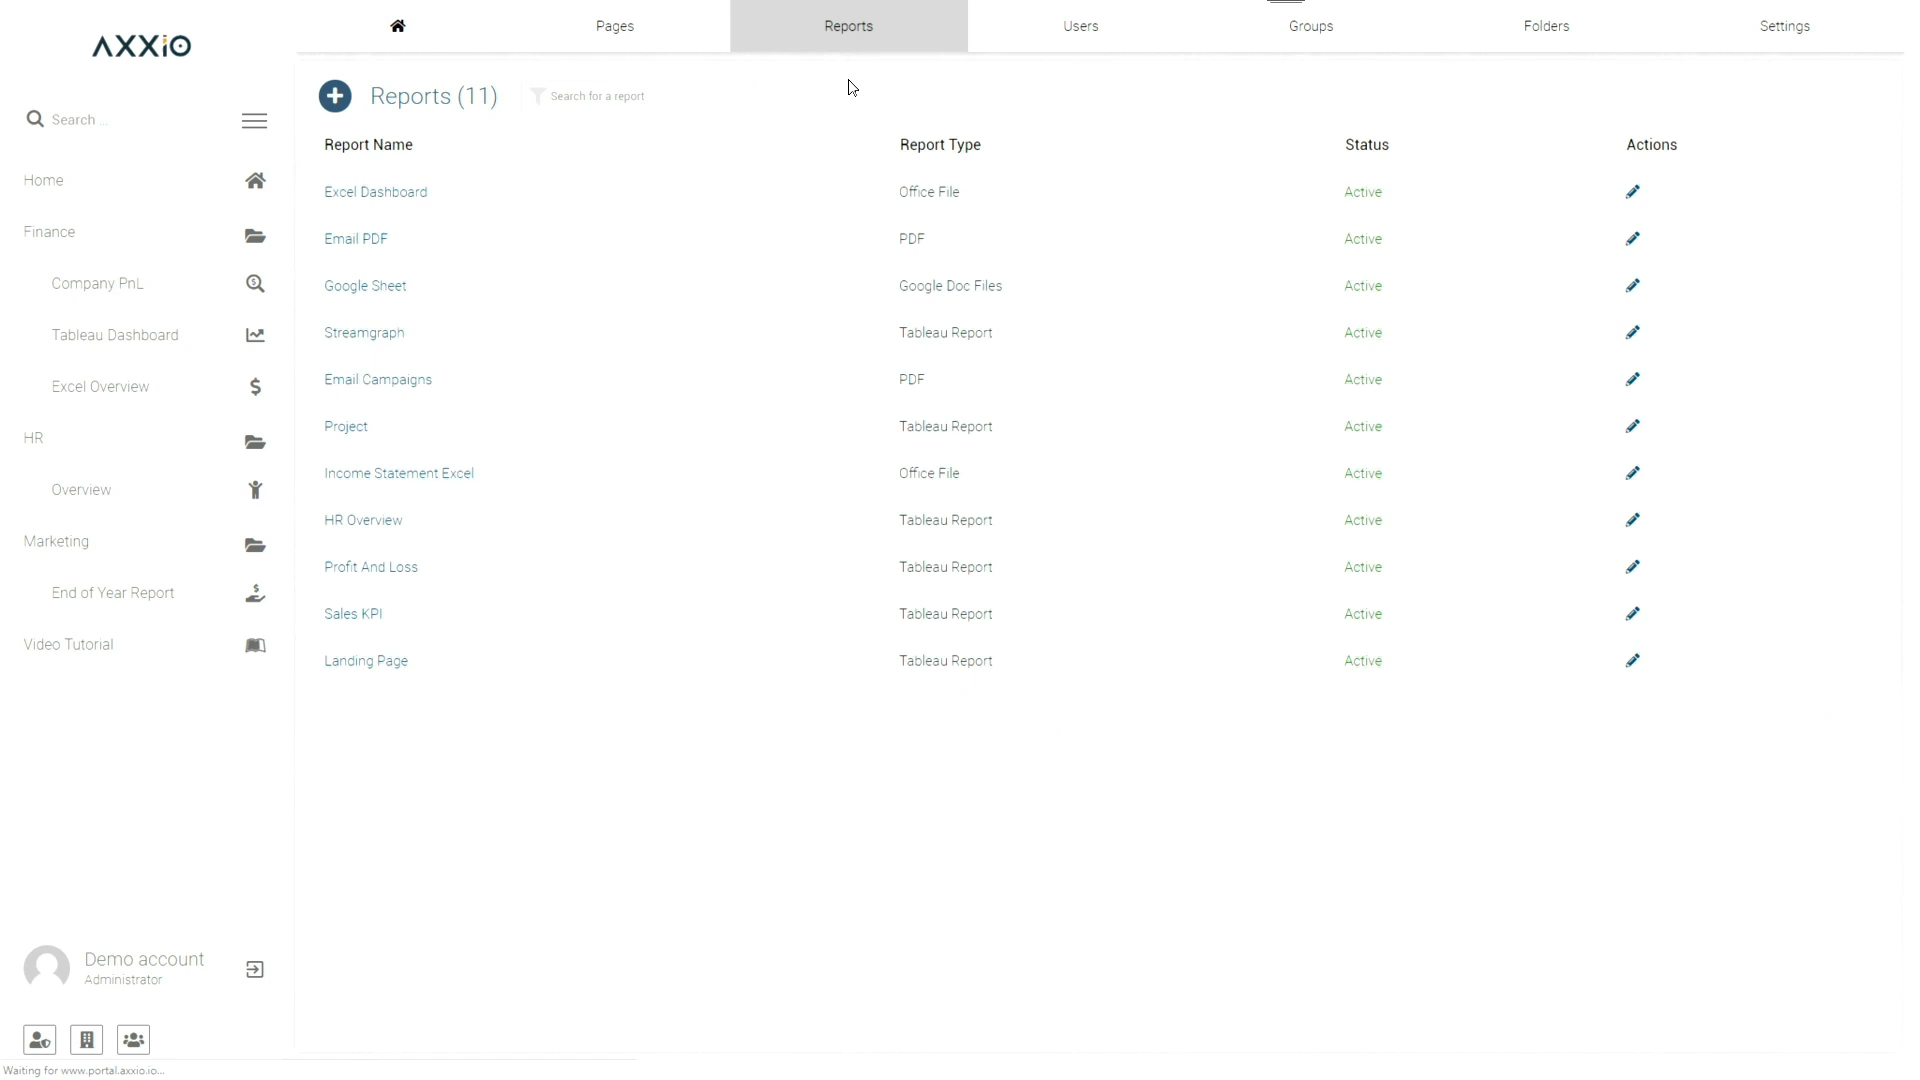 AXXIO
Search ...
Home
Finance
Company PnL
Tableau Dashboard
Excel Overview
HR
Overview
Marketing
End of Year Report
Video Tutorial
Demo account
Administrator
Pages Reports Users Groups Folders Settings
Reports (11) Search for a report
Report Name Report Type Status Actions
Excel Dashboard Office File Active
Email PDF PDF Active
Google Sheet Google Doc Files Active
Streamgraph Tableau Report Active
Email Campaigns PDF Active
Project Tableau Report Active
Income Statement Excel Office File Active
HR Overview Tableau Report Active
Profit And Loss Tableau Report Active
Sales KPI Tableau Report Active
Landing Page Tableau Report Active
Waiting for www.portal.axxio.io...